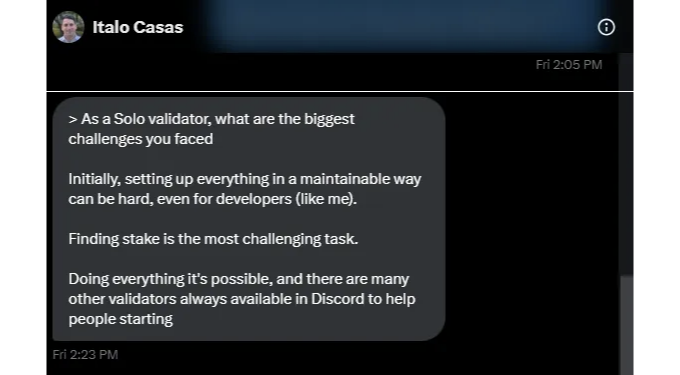 Italo Casas
Fri 2:05 PM
> As a Solo validator, what are the biggest
challenges you faced
Initially, setting up everything in a maintainable way
can be hard, even for developers (like me).
Finding stake is the most challenging task.
Doing everything it's possible, and there are many
other validators always available in Discord to help
people starting
Fri 2:23 PM